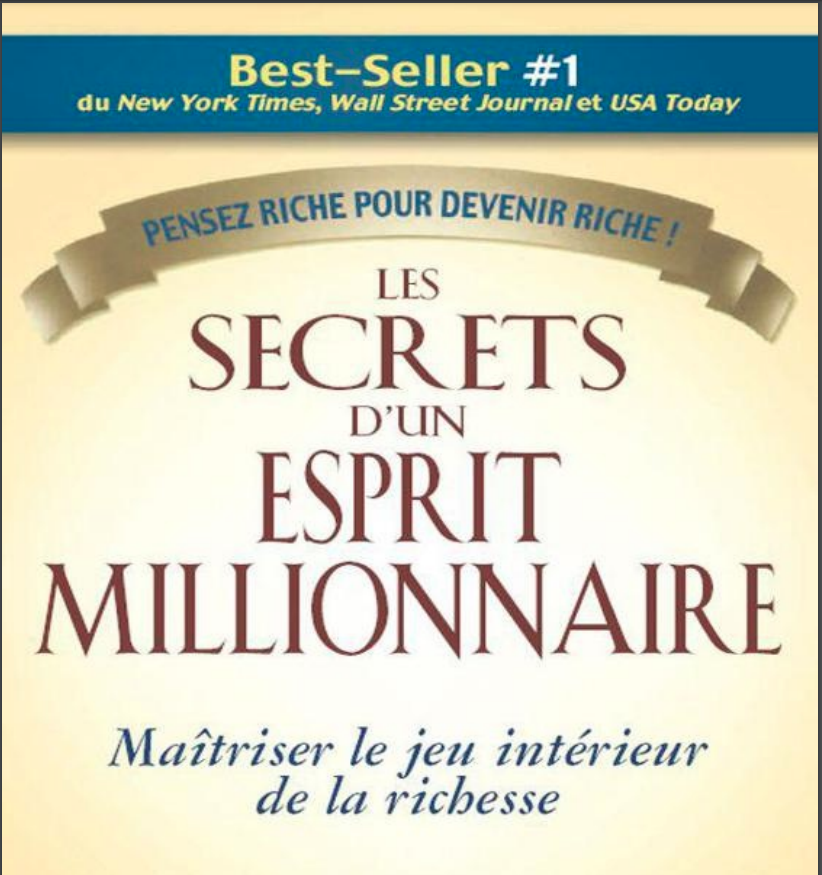 Best-Seller #1
du New York Times, Wall Street Journal et USA Today
PENSEZ RICHE POUR DEVENIR RICHE !
LES
SECRETS
D'UN
ESPRIT
MILLIONNAIRE
Maîtriser le jeu intérieur
de la richesse